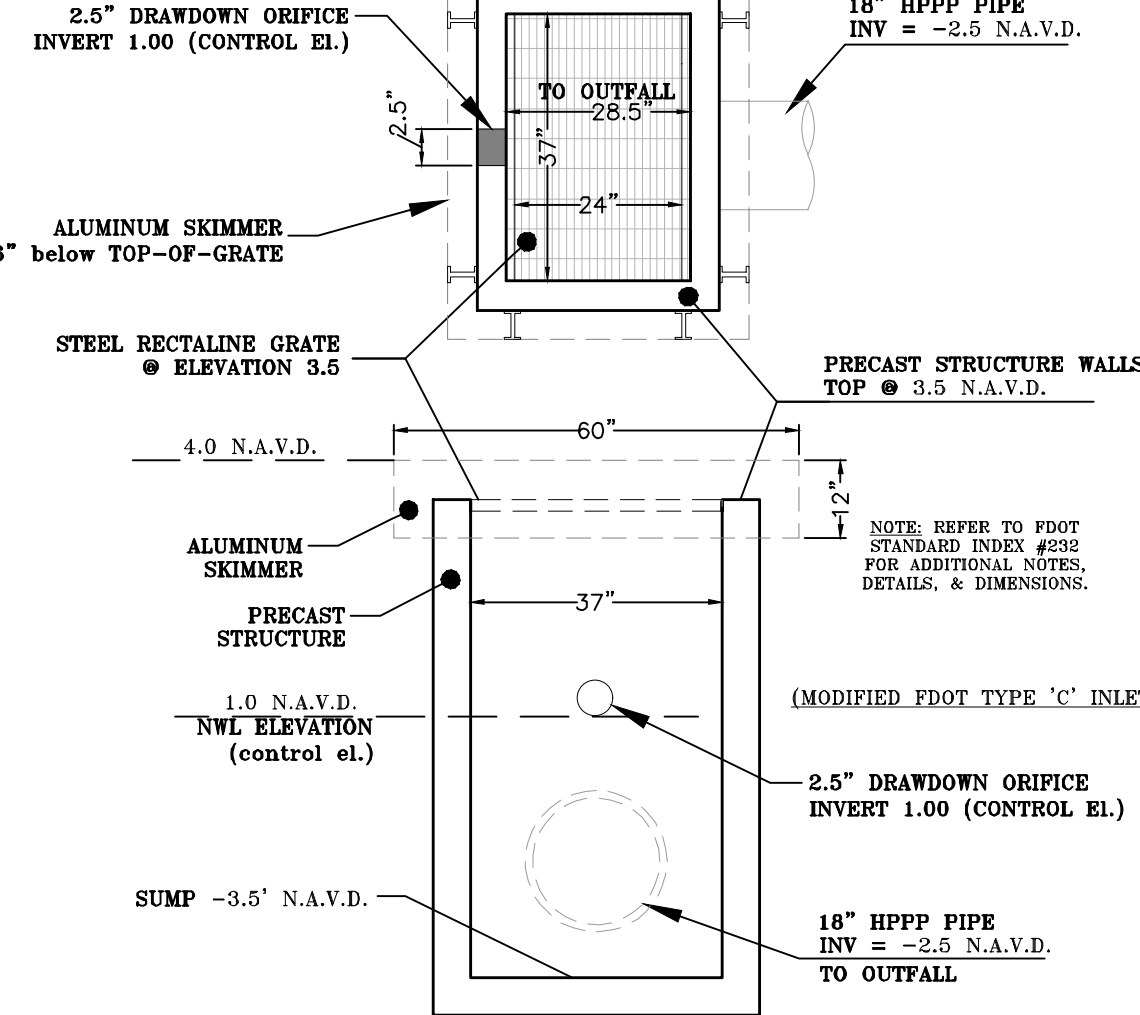 2.5" DRAWDOWN ORIFICE
INVERT 1.00 (CONTROL El.)
18" HPPP PIPE
INV = -2.5 N.A.V.D.
TO OUTFALL
28.5"
2.5"
37"
24"
ALUMINUM SKIMMER
6" below TOP-OF-GRATE
STEEL RECTALINE GRATE
@ ELEVATION 3.5
PRECAST STRUCTURE WALLS
TOP @ 3.5 N.A.V.D.
60"
4.0 N.A.V.D.
12"
NOTE: REFER TO FDOT
STANDARD INDEX #232
FOR ADDITIONAL NOTES,
DETAILS, & DIMENSIONS.
ALUMINUM
SKIMMER
37"
PRECAST
STRUCTURE
1.0 N.A.V.D.
NWL ELEVATION
(control el.)
(MODIFIED FDOT TYPE 'C' INLET
2.5" DRAWDOWN ORIFICE
INVERT 1.00 (CONTROL El.)
SUMP -3.5' N.A.V.D.
18" HPPP PIPE
INV = -2.5 N.A.V.D.
TO OUTFALL